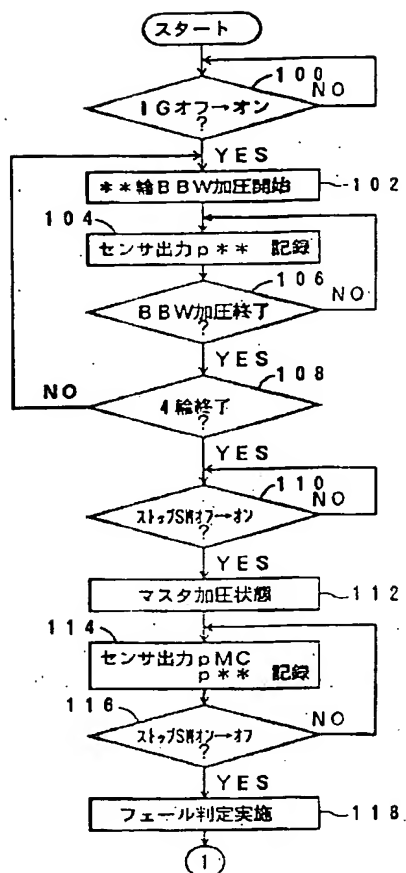 スタート
100
NO
IGオフ→オン
?
YES
**輪BBW加圧開始
102
104
センサ出力p** 記録
106
NO
BBW加圧終了
?
YES
108
NO
4輪終了
?
YES
110
NO
ストップSWオフ→オン
?
YES
マスタ加圧状態
112
114
センサ出力pMC
p** 記録
116
NO
ストップSWオン→オフ
?
YES
フェール判定実施
118
1